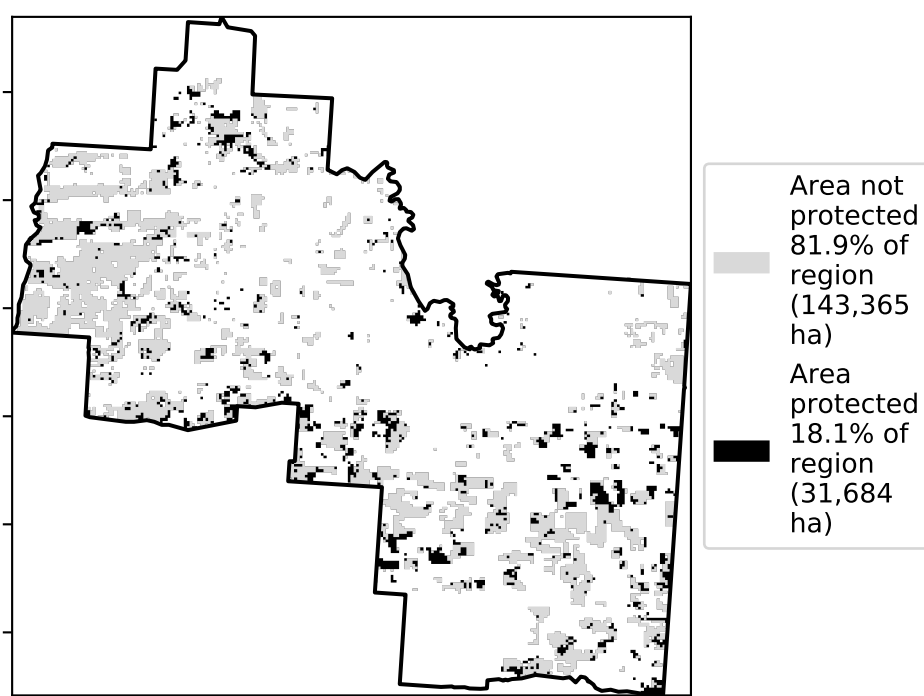 Area not
protected
81.9% of
region
(143,365
ha)
Area
protected
18.1% of
region
(31,684
ha)